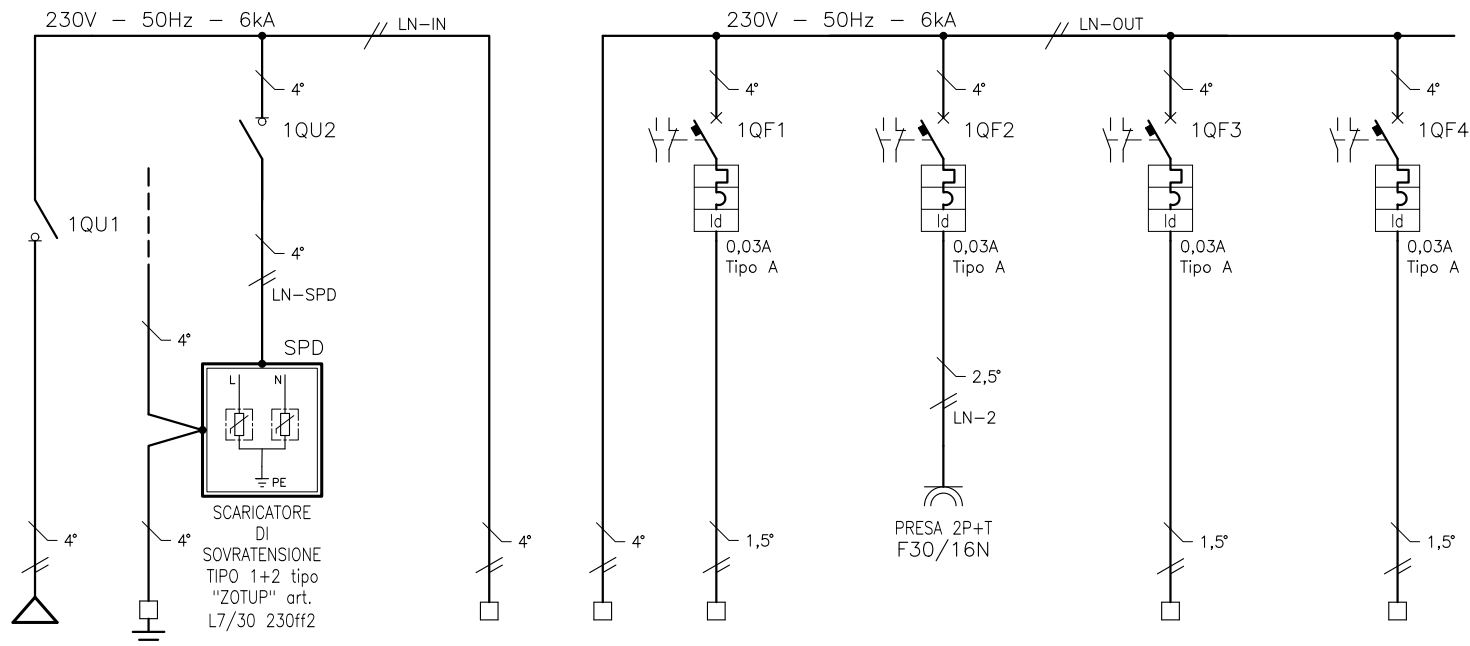 230V – 50Hz – 6kA
LN-IN
230V – 50Hz – 6kA
LN-OUT
4°
4°
4°
4°
4°
1QU2
1QF1
1QF2
1QF3
1QF4
1QU1
Id
Id
Id
Id
4°
0,03A
Tipo A
0,03A
Tipo A
0,03A
Tipo A
0,03A
Tipo A
LN-SPD
4°
SPD
L
N
PE
2,5°
LN-2
SCARICATORE
DI
SOVRATENSIONE
TIPO 1+2 tipo
"ZOTUP" art.
L7/30 230ff2
PRESA 2P+T
F30/16N
4°
4°
4°
4°
1,5°
1,5°
1,5°